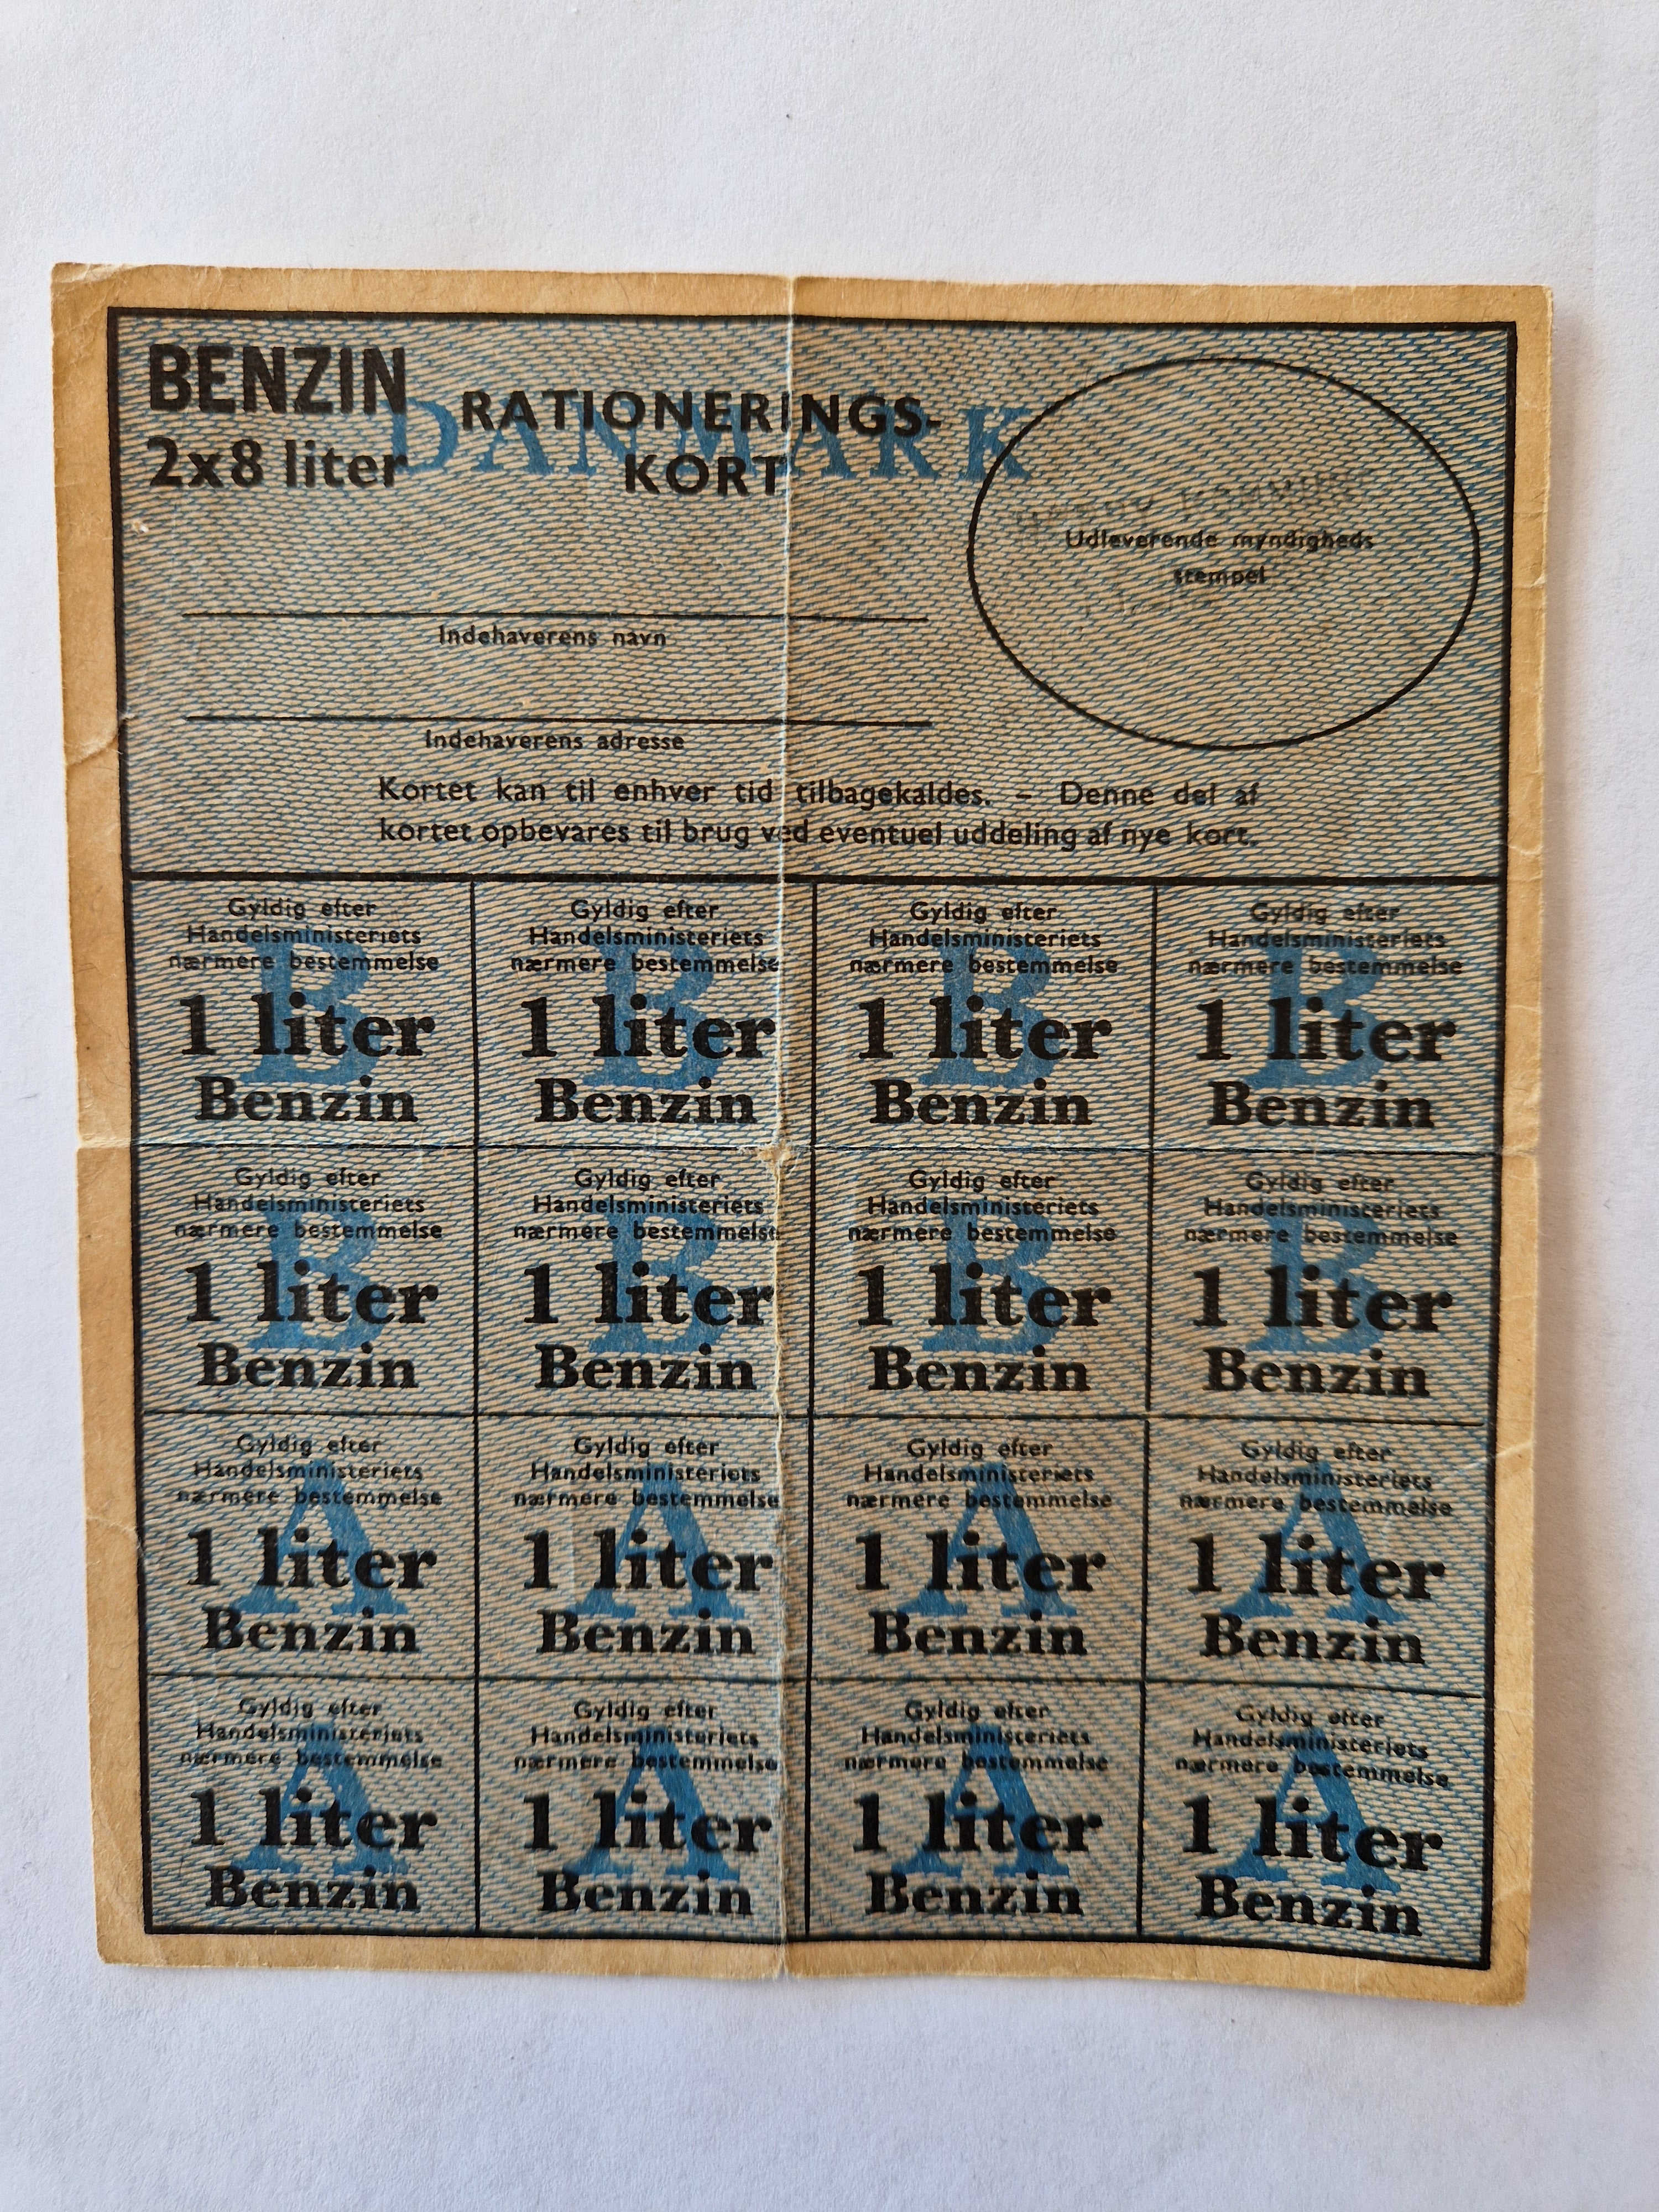 BENZIN
RATIONERINGS-
DANMARK
2x8 liter
KORT
KOMMUNE
Udleverende myndigheds
stempel
Indehaverens navn
Indehaverens adresse
Kortet kan til enhver tid tilbagekaldes. – Denne del af
kortet opbevares til brug ved eventuel uddeling af nye kort.
Gyldig efter Gyldig efter Gyldig efter Gyldig efter
Handelsministeriets Handelsministeriets Handelsministeriets Handelsministeriets
nærmere bestemmelse nærmere bestemmelse nærmere bestemmelse nærmere bestemmelse
B B B B
1 liter 1 liter 1 liter 1 liter
Benzin Benzin Benzin Benzin
Gyldig efter Gyldig efter Gyldig efter Gyldig efter
Handelsministeriets Handelsministeriets Handelsministeriets Handelsministeriets
nærmere bestemmelse nærmere bestemmelse nærmere bestemmelse nærmere bestemmelse
B B B B
1 liter 1 liter 1 liter 1 liter
Benzin Benzin Benzin Benzin
Gyldig efter Gyldig efter Gyldig efter Gyldig efter
Handelsministeriets Handelsministeriets Handelsministeriets Handelsministeriets
nærmere bestemmelse nærmere bestemmelse nærmere bestemmelse nærmere bestemmelse
A A A A
1 liter 1 liter 1 liter 1 liter
Benzin Benzin Benzin Benzin
Gyldig efter Gyldig efter Gyldig efter Gyldig efter
Handelsministeriets Handelsministeriets Handelsministeriets Handelsministeriets
nærmere bestemmelse nærmere bestemmelse nærmere bestemmelse nærmere bestemmelse
A A A A
1 liter 1 liter 1 liter 1 liter
Benzin Benzin Benzin Benzin